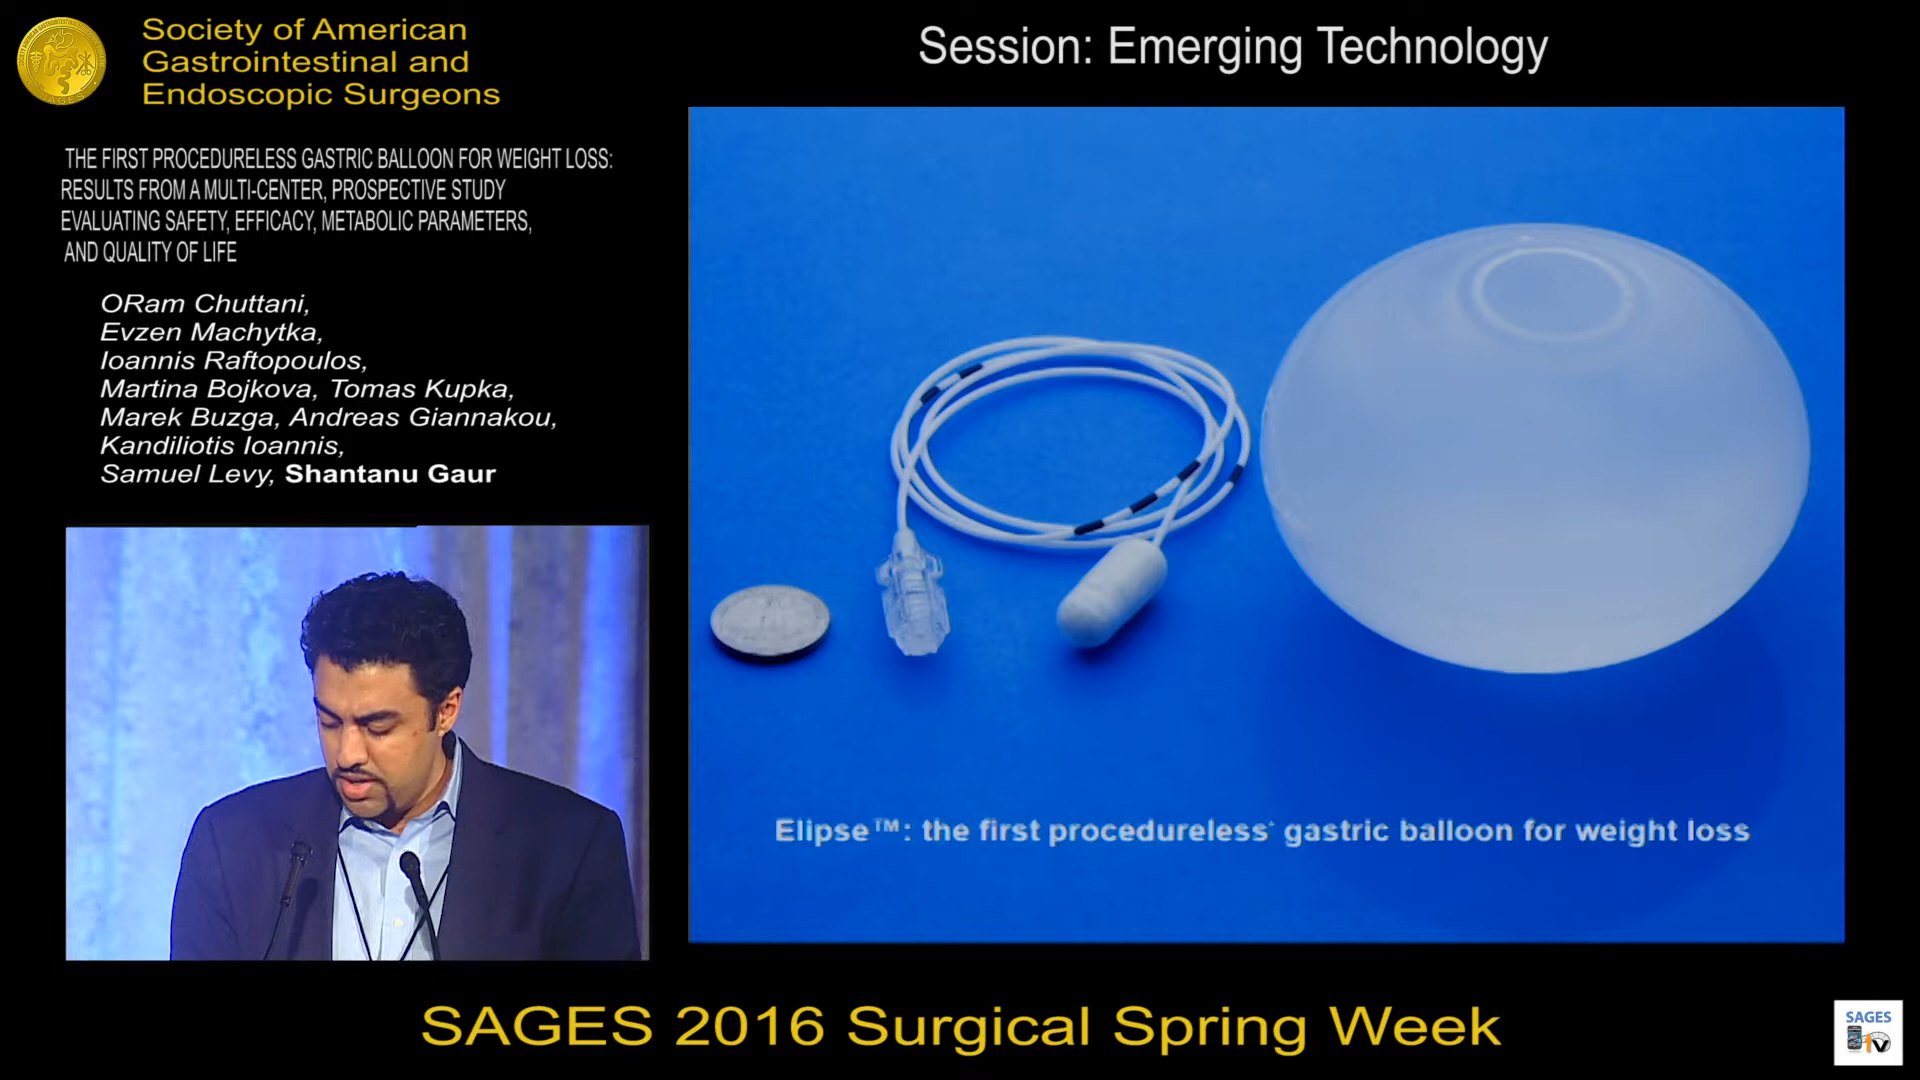 Society of American
Gastrointestinal and
Endoscopic Surgeons
Session: Emerging Technology
THE FIRST PROCEDURELESS GASTRIC BALLOON FOR WEIGHT LOSS:
RESULTS FROM A MULTI-CENTER, PROSPECTIVE STUDY
EVALUATING SAFETY, EFFICACY, METABOLIC PARAMETERS,
AND QUALITY OF LIFE
ORam Chuttani,
Evzen Machytka,
Ioannis Raftopoulos,
Martina Bojkova, Tomas Kupka,
Marek Buzga, Andreas Giannakou,
Kandiliotis Ioannis,
Samuel Levy, Shantanu Gaur
Elipse™: the first procedureless* gastric balloon for weight loss
SAGES 2016 Surgical Spring Week
SAGES
TV
SAGES